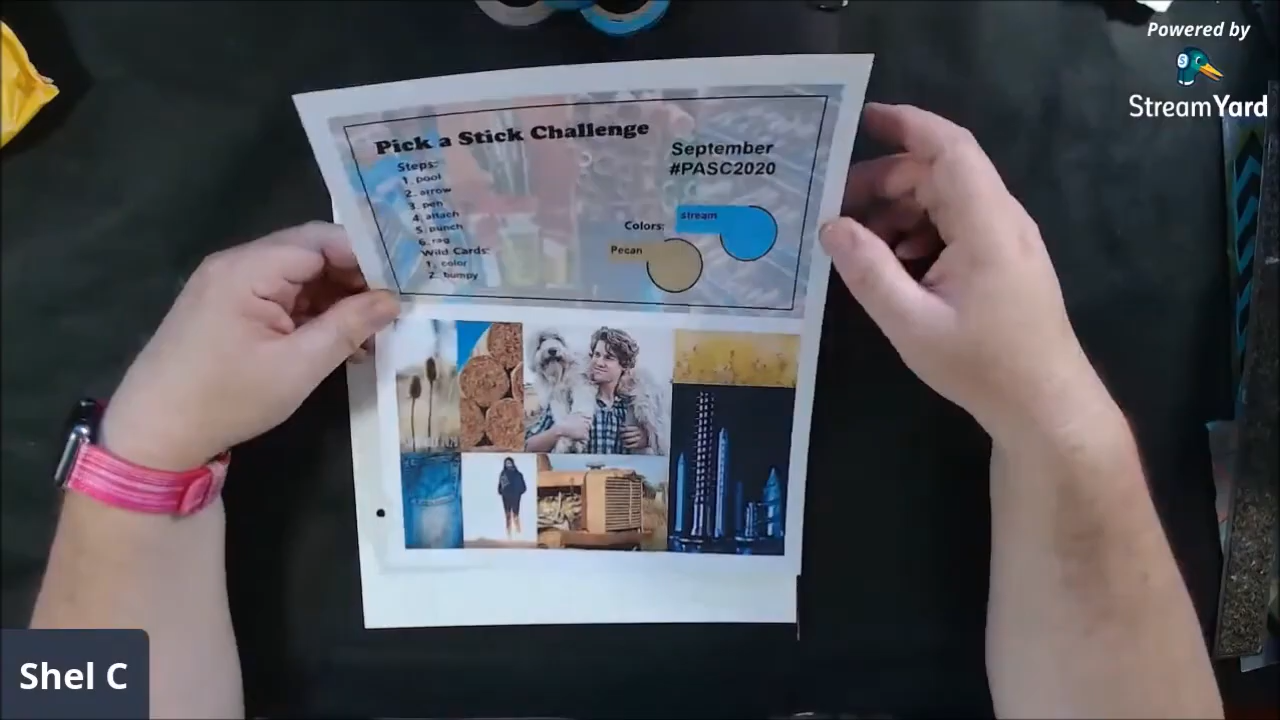 Powered by
StreamYard
Pick a Stick Challenge
September
#PASC2020
Steps:
1. pool
2. arrow
3. pen
4. attach
5. punch
6. rag
Wild Cards:
1. color
2. bumpy
Colors:
stream
Pecan
Shel C